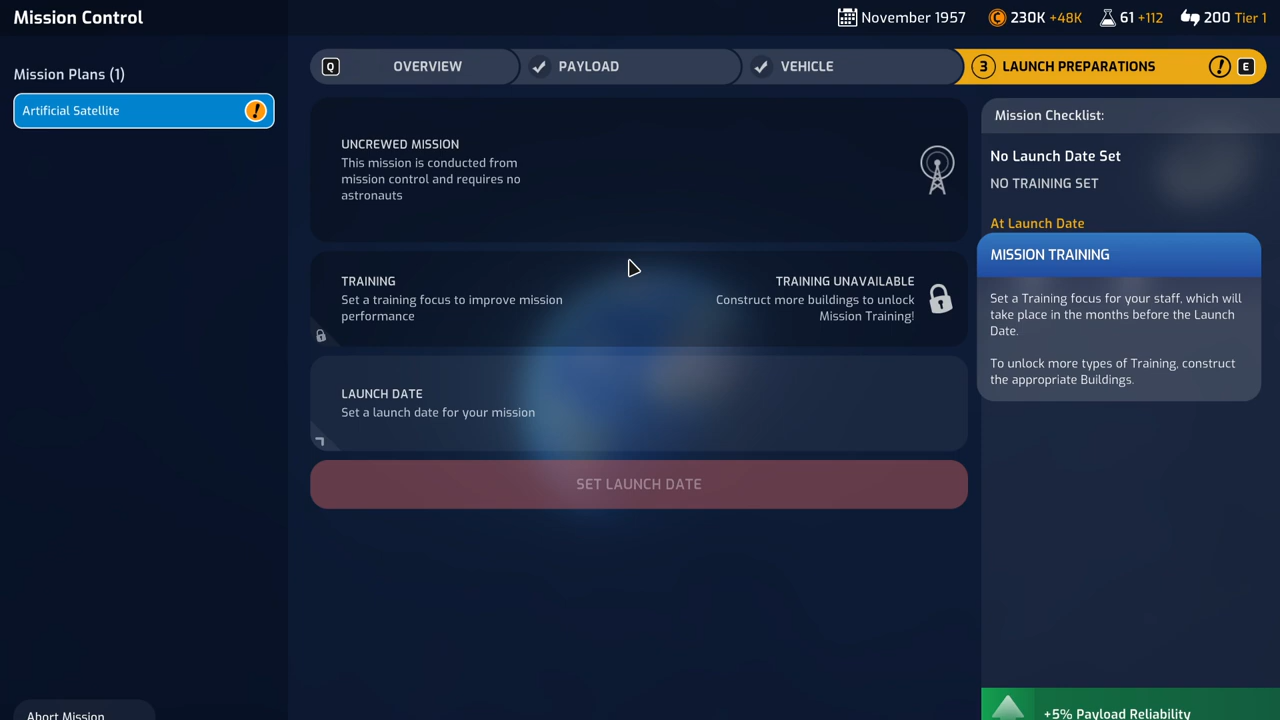 Mission Control
November 1957
230K +48K
61 +112
200 Tier 1
Mission Plans (1)
Artificial Satellite
Q
OVERVIEW
PAYLOAD
VEHICLE
3
LAUNCH PREPARATIONS
E
UNCREWED MISSION
This mission is conducted from
mission control and requires no
astronauts
TRAINING
Set a training focus to improve mission
performance
TRAINING UNAVAILABLE
Construct more buildings to unlock
Mission Training!
LAUNCH DATE
Set a launch date for your mission
SET LAUNCH DATE
Mission Checklist:
No Launch Date Set
NO TRAINING SET
At Launch Date
MISSION TRAINING
Set a Training focus for your staff, which will
take place in the months before the Launch
Date.
To unlock more types of Training, construct
the appropriate Buildings.
+5% Payload Reliability
Abort Mission